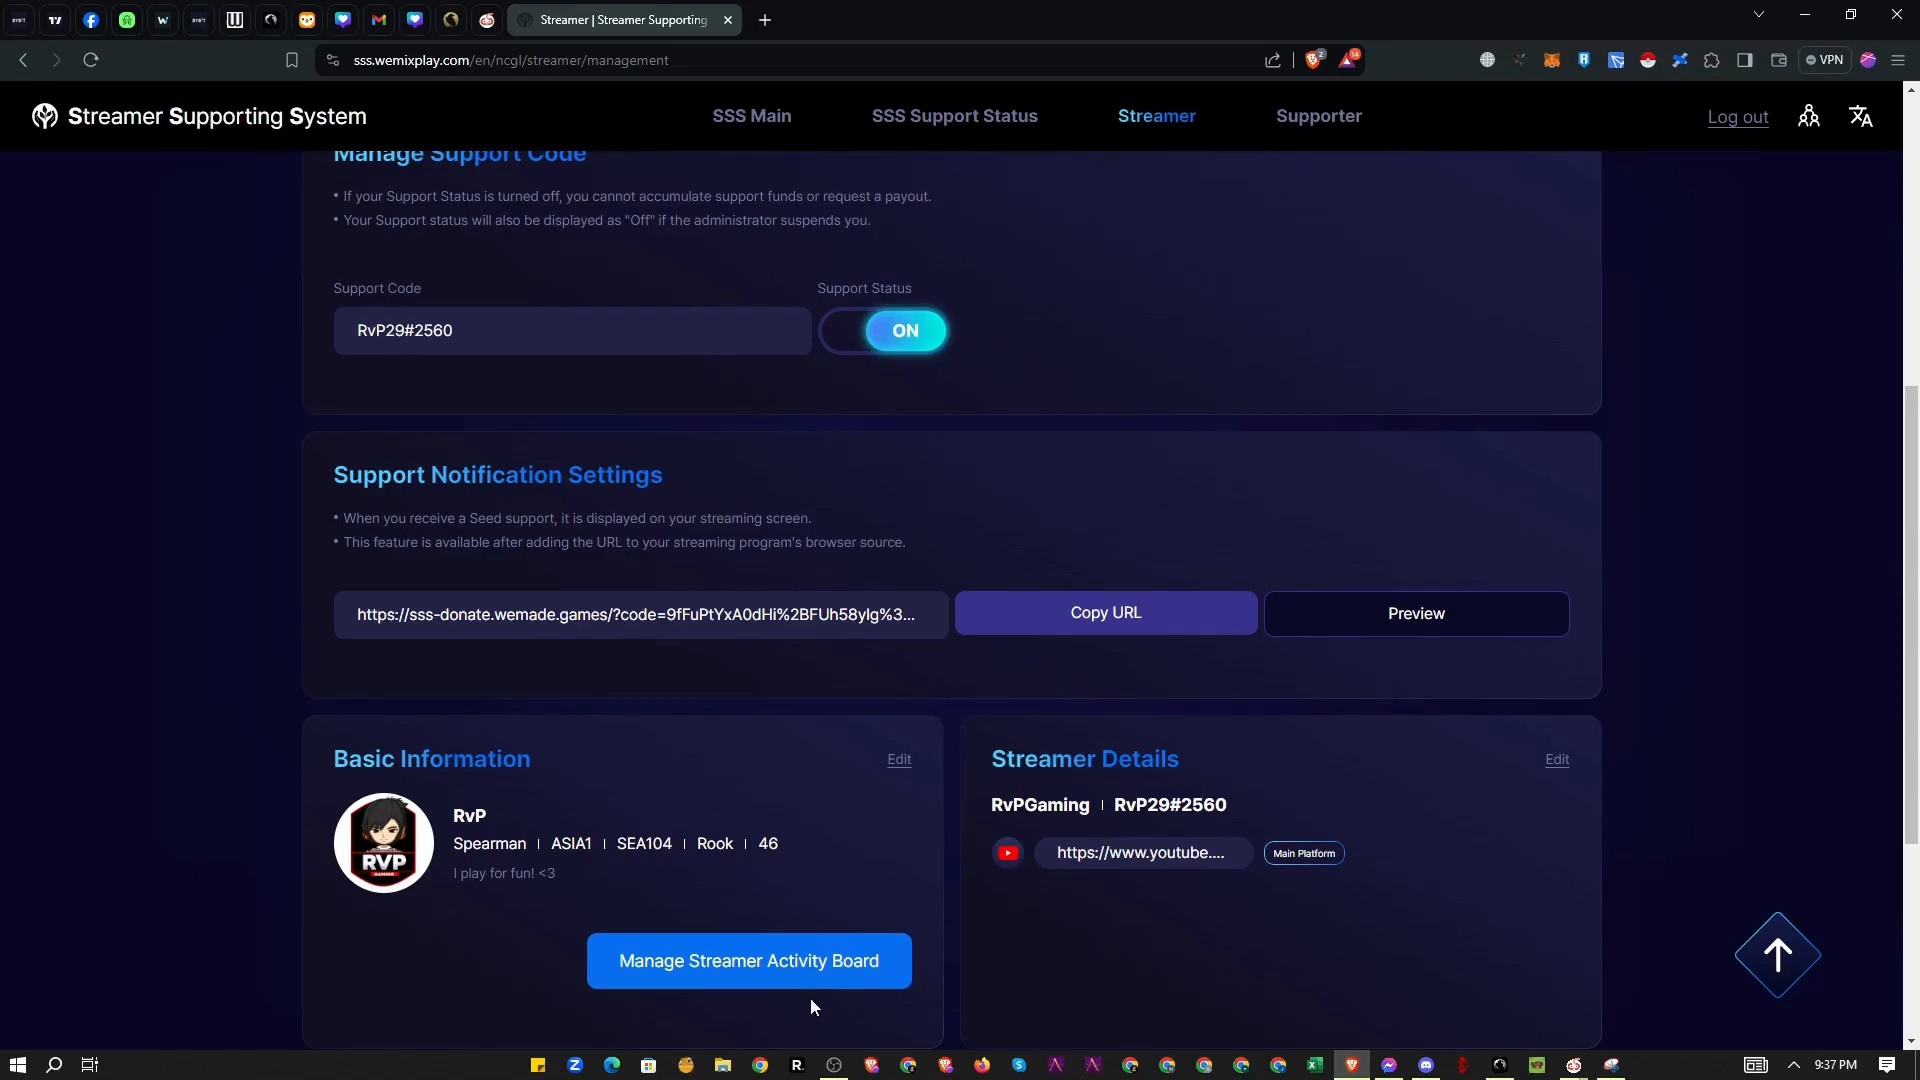 Streamer | Streamer Supporting
sss.wemixplay.com/en/ncgl/streamer/management
2
14
VPN
Streamer Supporting System
SSS Main
SSS Support Status
Streamer
Supporter
Log out
Manage Support Code
• If your Support Status is turned off, you cannot accumulate support funds or request a payout.
• Your Support status will also be displayed as "Off" if the administrator suspends you.
Support Code
Support Status
RvP29#2560
ON
Support Notification Settings
• When you receive a Seed support, it is displayed on your streaming screen.
• This feature is available after adding the URL to your streaming program's browser source.
https://sss-donate.wemade.games/?code=9fFuPtYxA0dHi%2BFUh58ylg%3...
Copy URL
Preview
Basic Information
Edit
RvP
Spearman | ASIA1 | SEA104 | Rook | 46
I play for fun! <3
RVP
Manage Streamer Activity Board
Streamer Details
Edit
RvPGaming | RvP29#2560
https://www.youtube....
Main Platform
9:37 PM